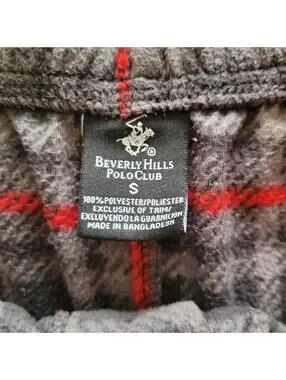 ®
BEVERLY HILLS
POLO CLUB
S
100% POLYESTER/POLIESTER
EXCLUSIVE OF TRIM/
EXCLUYENDO LA GUARNICION
MADE IN BANGLADESH